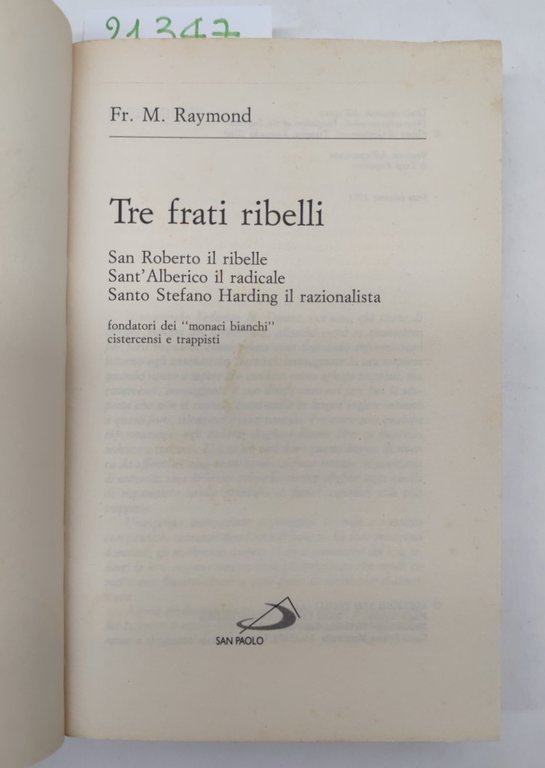 21347
Fr. M. Raymond
Tre frati ribelli
San Roberto il ribelle
Sant'Alberico il radicale
Santo Stefano Harding il razionalista
fondatori dei “monaci bianchi”
cistercensi e trappisti
SAN PAOLO